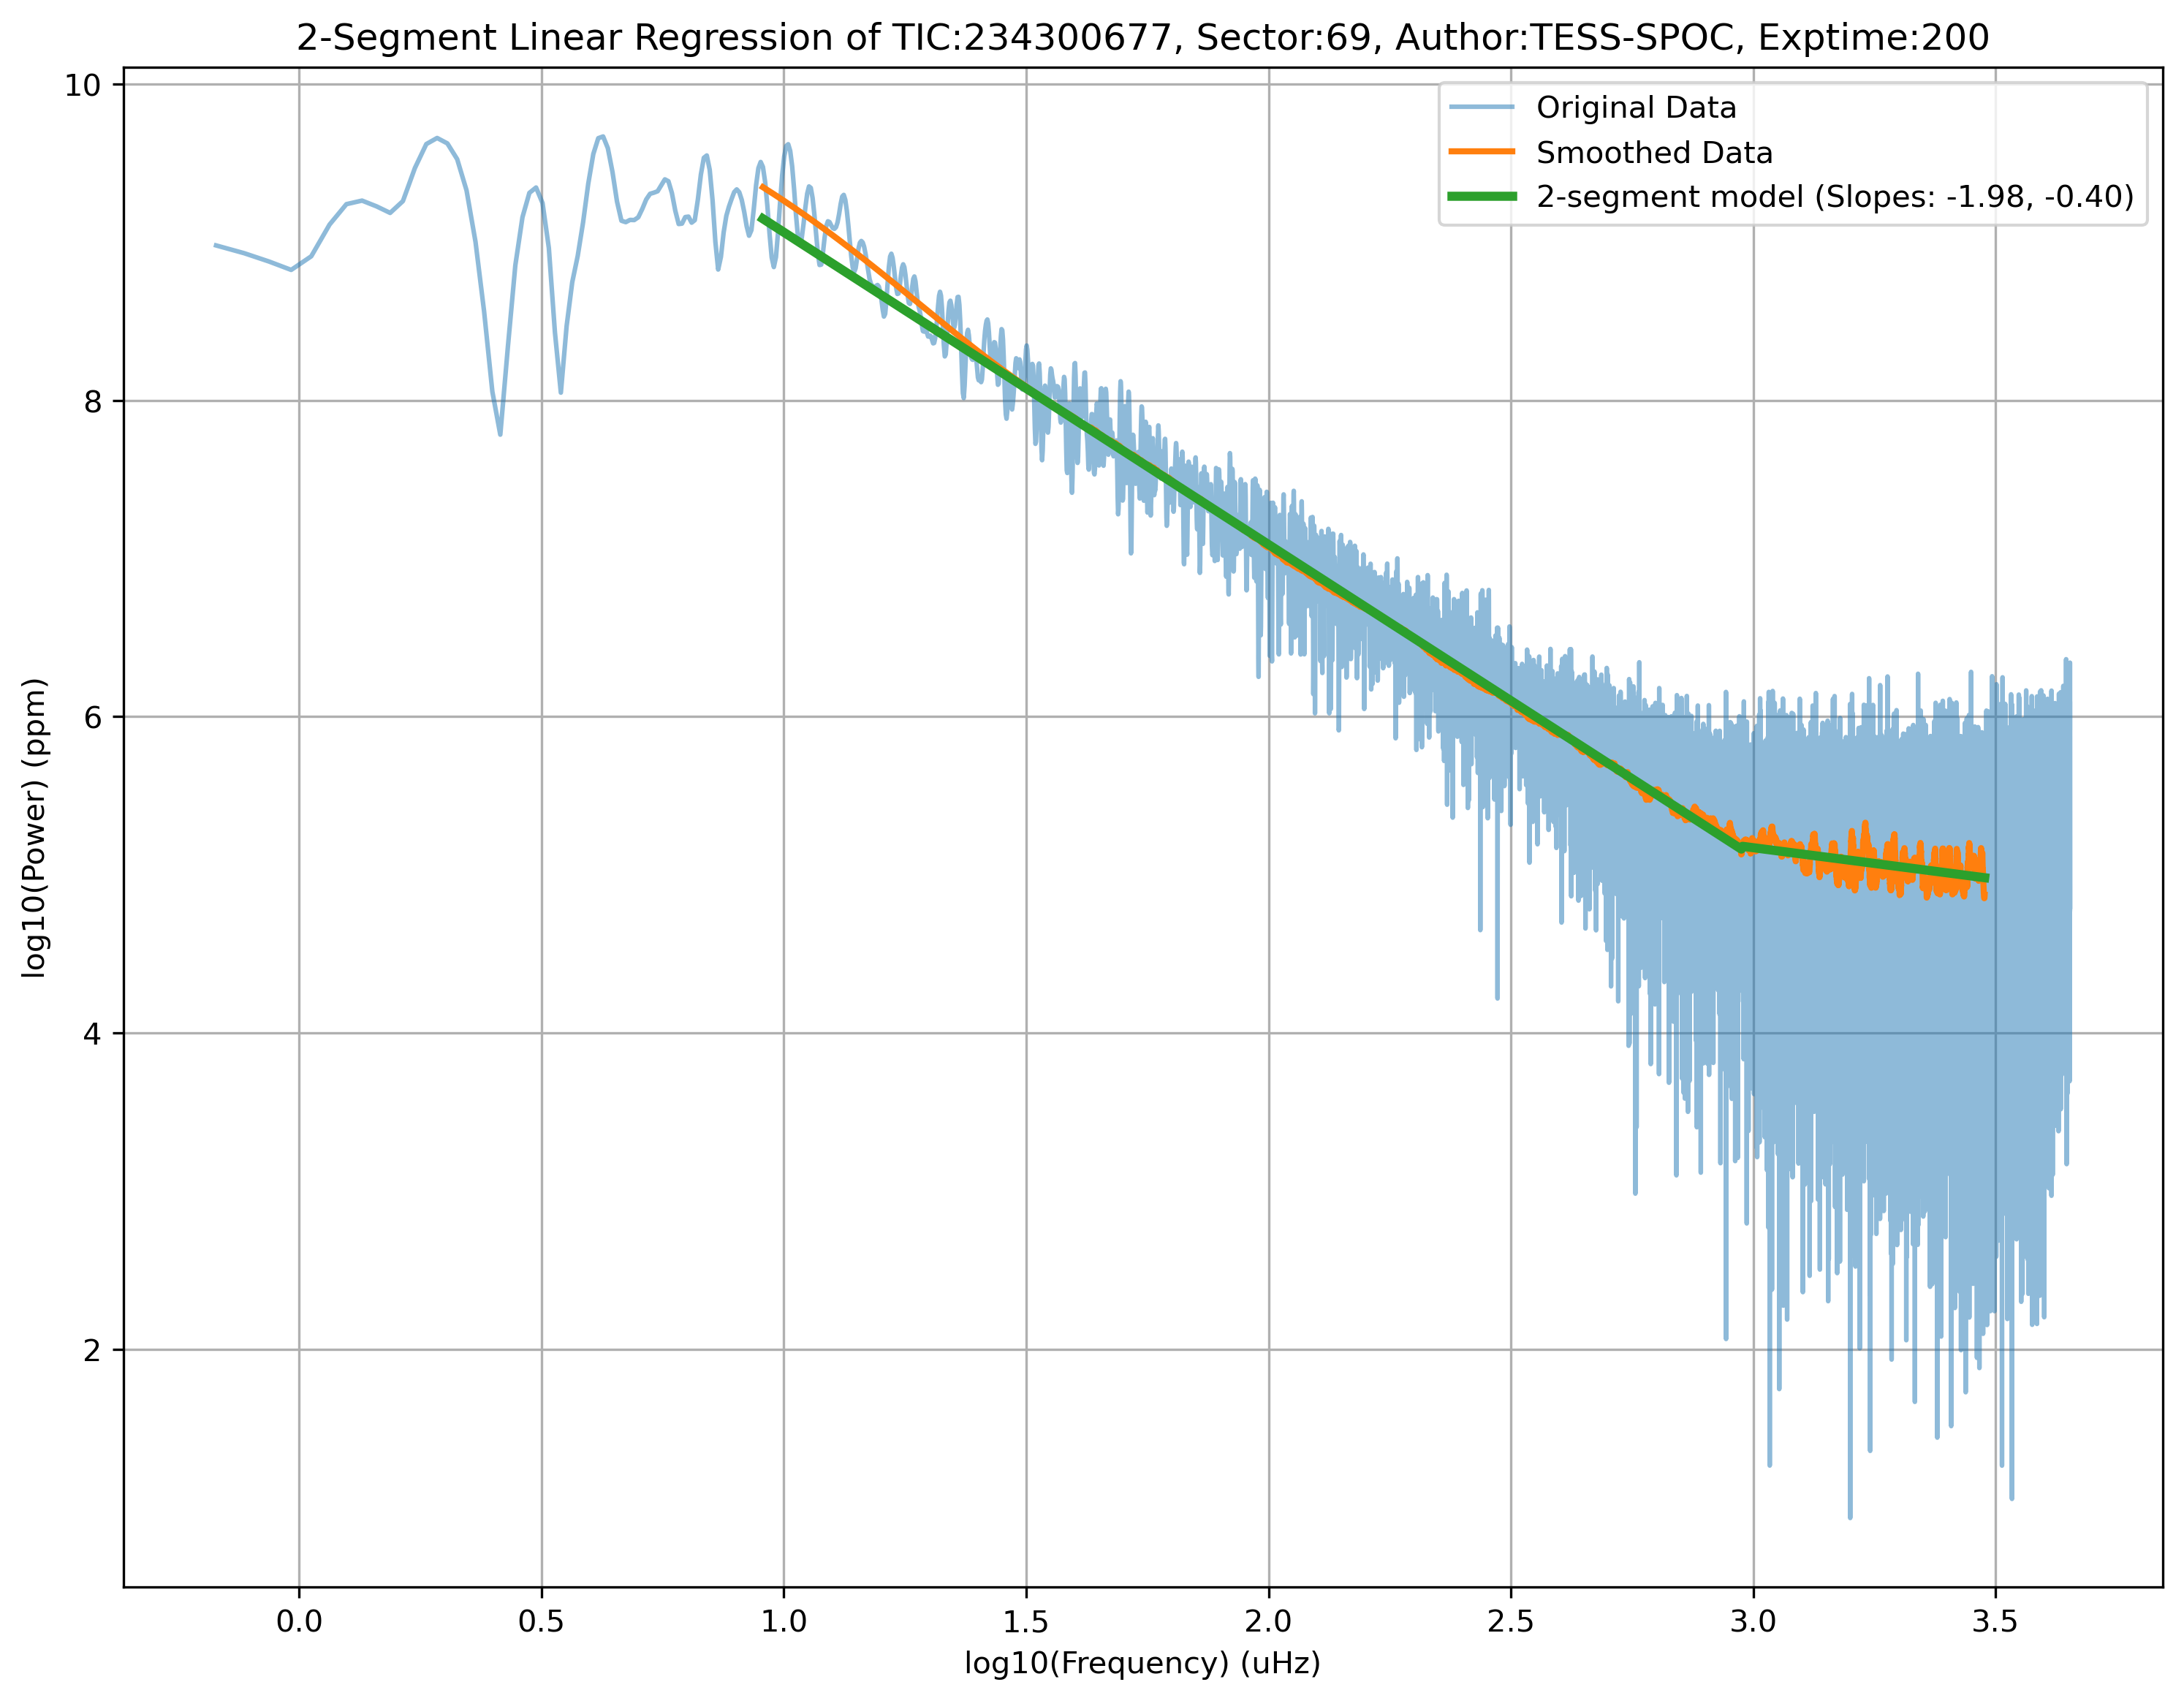 2-Segment Linear Regression of TIC:234300677, Sector:69, Author:TESS-SPOC, Exptime:200
Original Data
Smoothed Data
2-segment model (Slopes: -1.98, -0.40)
log10(Power) (ppm)
10
8
6
4
2
0.0 0.5 1.0 1.5 2.0 2.5 3.0 3.5
log10(Frequency) (uHz)